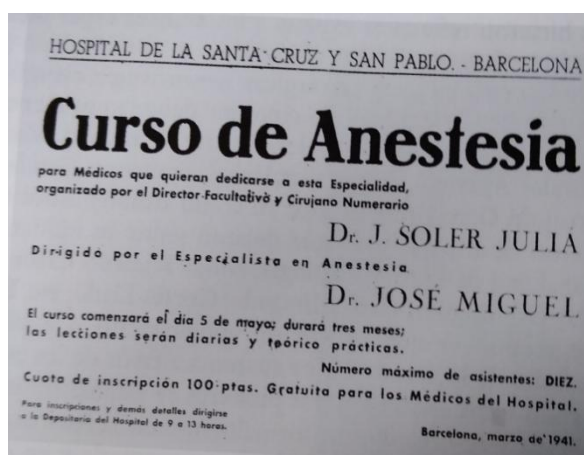 HOSPITAL DE LA SANTA CRUZ Y SAN PABLO. - BARCELONA
Curso de Anestesia
para Médicos que quieran dedicarse a esta Especialidad,
organizado por el Director Facultativo y Cirujano Numerario
Dr. J. SOLER JULIÁ
Dirigido por el Especialista en Anestesia
Dr. JOSÉ MIGUEL
El curso comenzará el día 5 de mayo; durará tres meses;
las lecciones serán diarias y teórico prácticas.
Número máximo de asistentes: DIEZ.
Cuota de inscripción 100 ptas. Gratuita para los Médicos del Hospital.
Para inscripciones y demás detalles dirigirse
a la Depositaría del Hospital de 9 a 13 horas.
Barcelona, marzo de 1941.